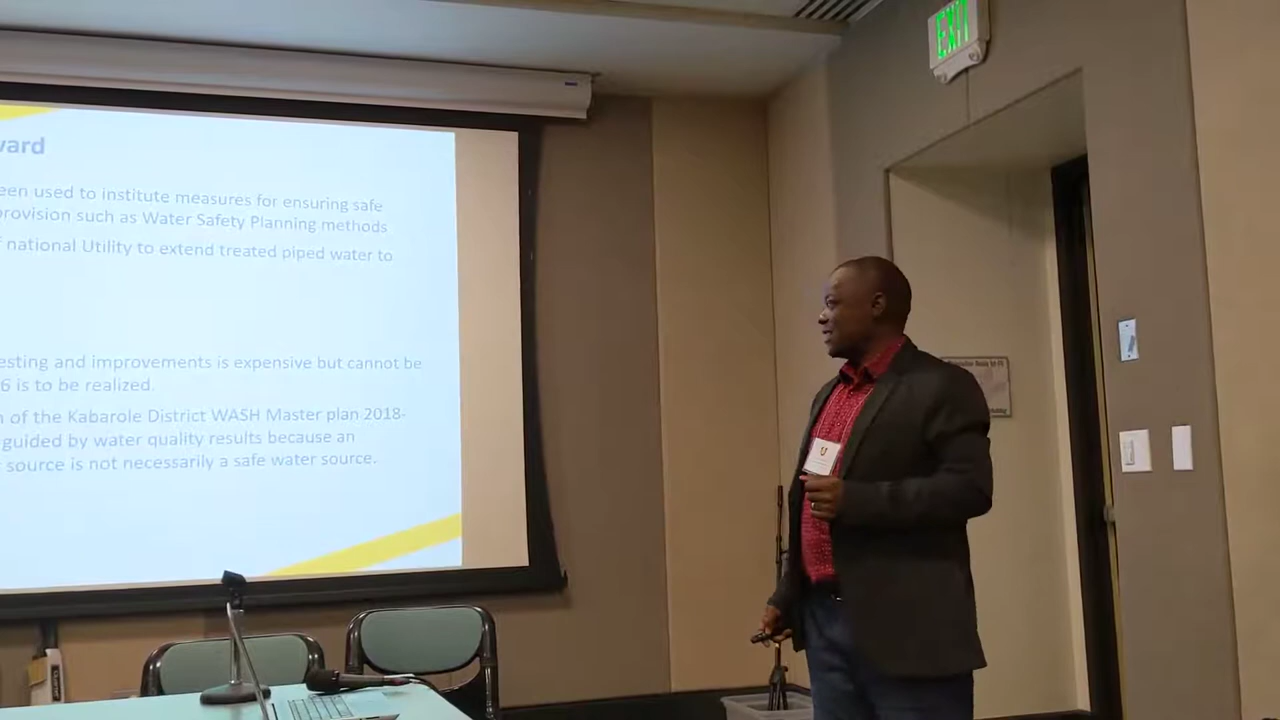 vard
een used to institute measures for ensuring safe
provision such as Water Safety Planning methods
f national Utility to extend treated piped water to
esting and improvements is expensive but cannot be
6 is to be realized.
n of the Kabarole District WASH Master plan 2018-
guided by water quality results because an
source is not necessarily a safe water source.
EXIT
U